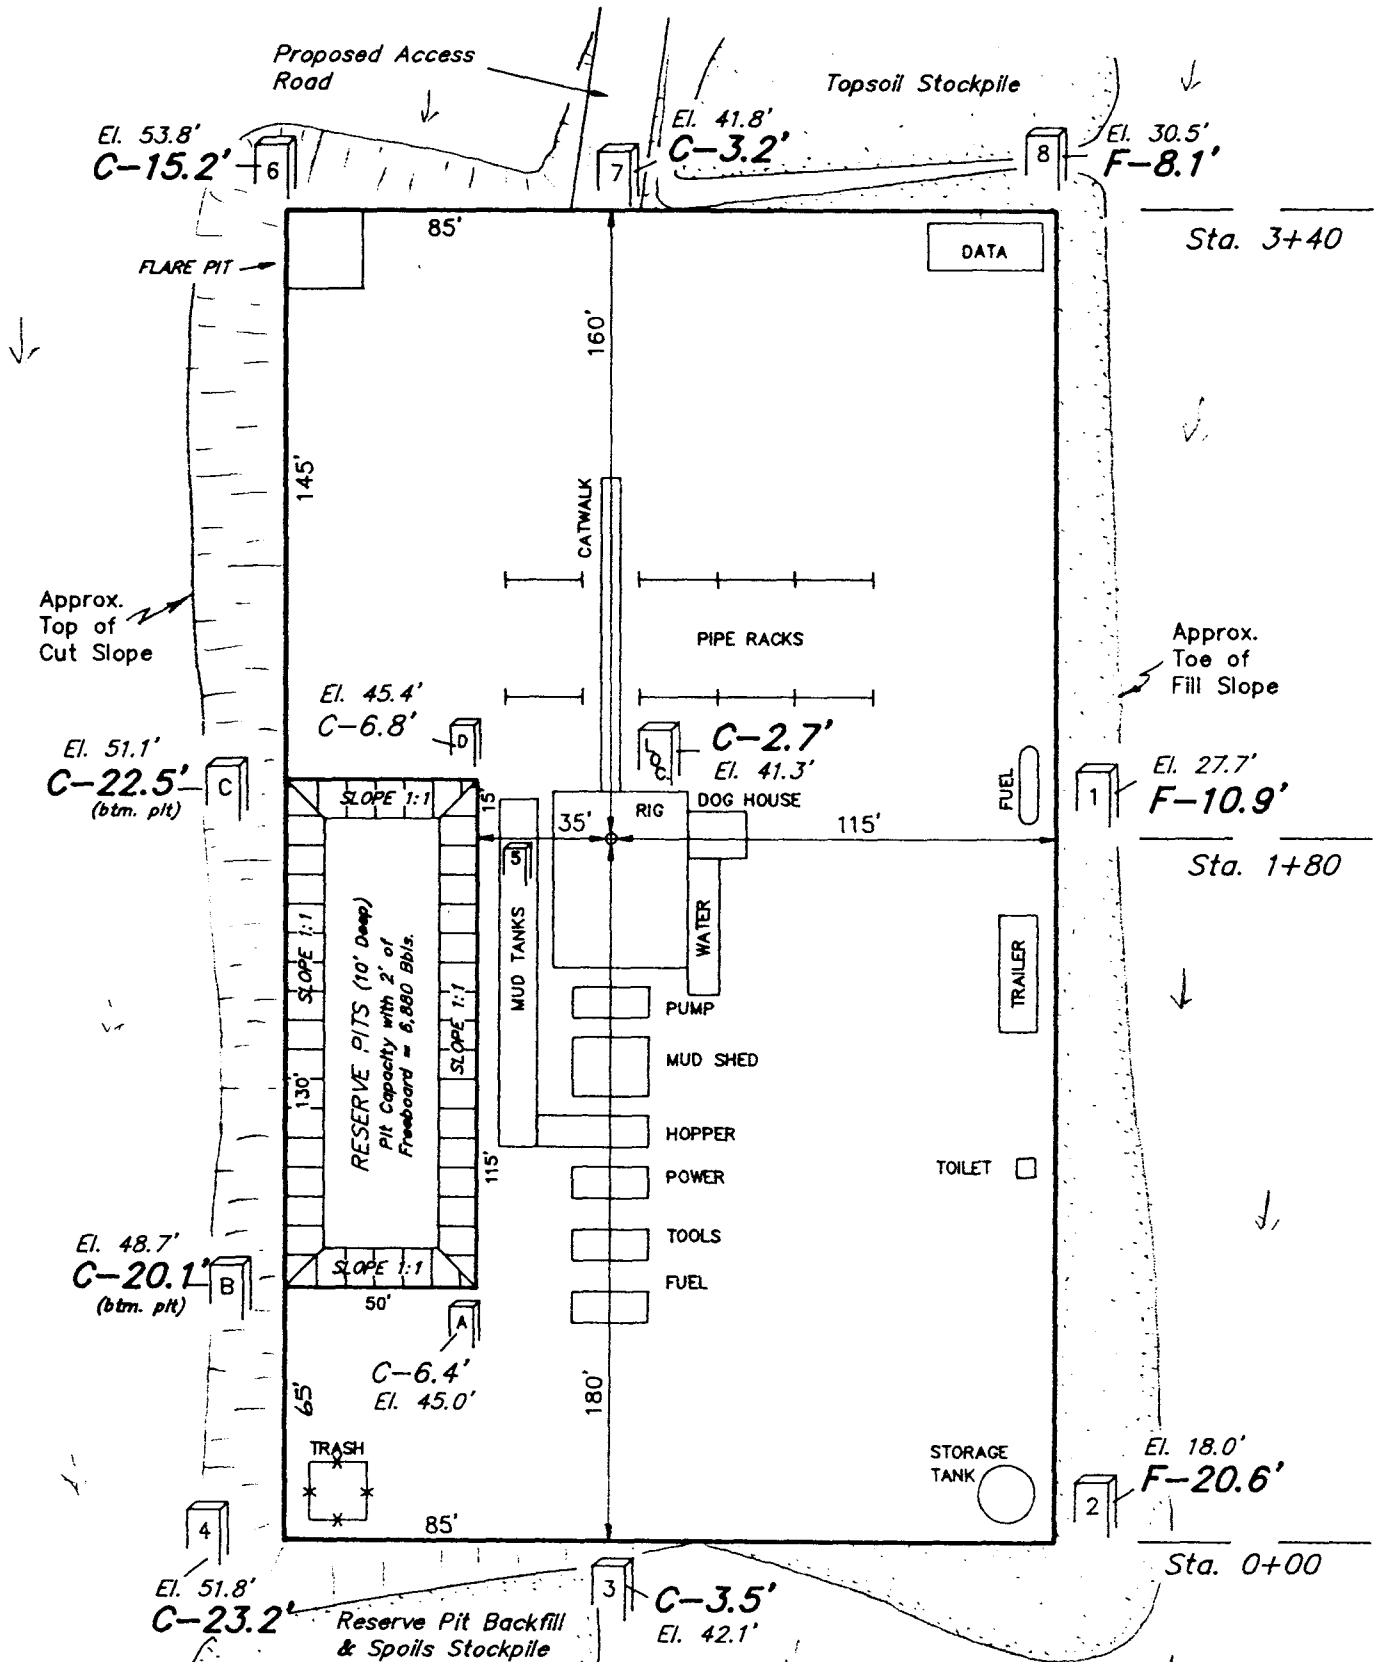 Proposed Access
Road
Topsoil Stockpile
El. 53.8'
C-15.2'
6
El. 41.8'
C-3.2'
7
8
El. 30.5'
F-8.1'
85'
Sta. 3+40
DATA
FLARE PIT
160'
145'
CATWALK
Approx.
Top of
Cut Slope
PIPE RACKS
Approx.
Toe of
Fill Slope
El. 45.4'
C-6.8'
D
LOC.
C-2.7'
El. 41.3'
El. 51.1'
C-22.5'
(btm. pit)
C
SLOPE 1:1
15'
RIG
DOG HOUSE
FUEL
1
El. 27.7'
F-10.9'
35'
115'
5
Sta. 1+80
SLOPE 1:1
RESERVE PITS (10' Deep)
Pit Capacity with 2' of
Freeboard = 6,880 Bbls.
SLOPE 1:1
MUD TANKS
WATER
TRAILER
PUMP
MUD SHED
130'
HOPPER
115'
POWER
TOILET
TOOLS
El. 48.7'
C-20.1'
(btm. pit)
B
SLOPE 1:1
FUEL
50'
A
C-6.4'
El. 45.0'
65'
180'
TRASH
STORAGE
TANK
El. 18.0'
F-20.6'
2
4
85'
Sta. 0+00
El. 51.8'
C-23.2'
3
C-3.5'
El. 42.1'
Reserve Pit Backfill
& Spoils Stockpile